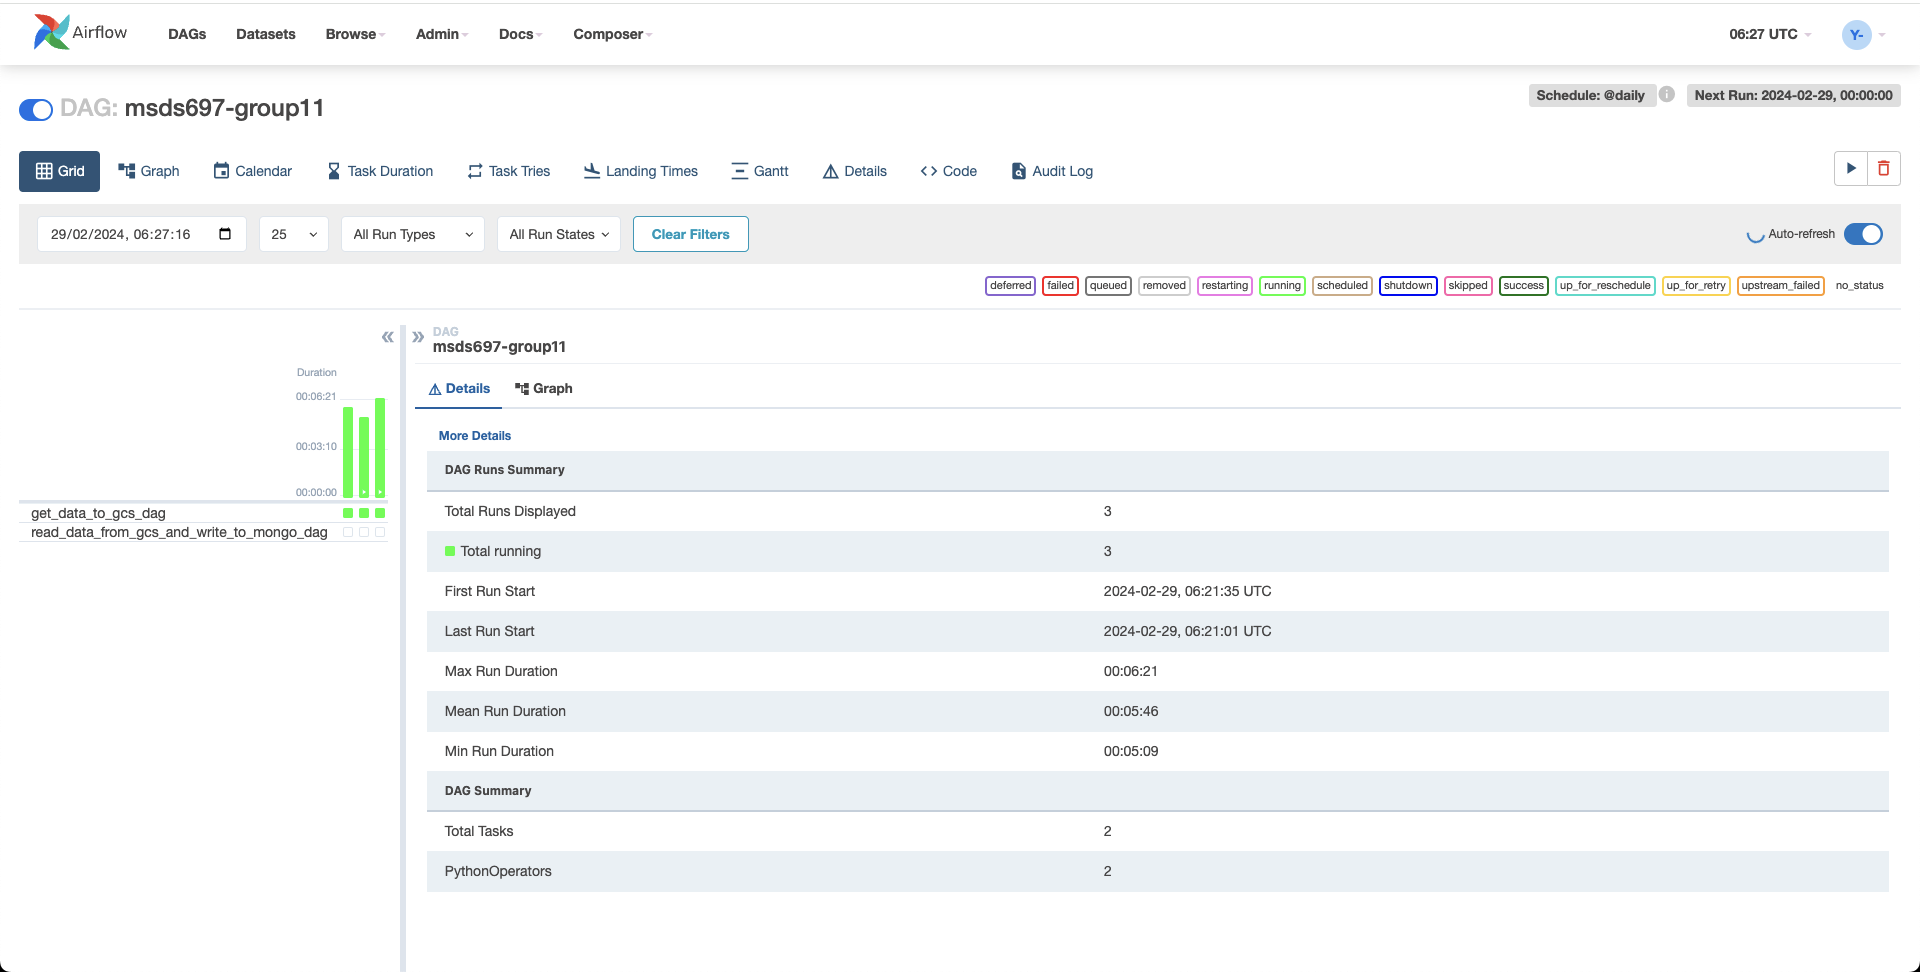 Airflow DAGs Datasets Browse Admin Docs Composer 06:27 UTC Y-
DAG: msds697-group11 Schedule: @daily Next Run: 2024-02-29, 00:00:00
Grid Graph Calendar Task Duration Task Tries Landing Times Gantt Details Code Audit Log
29/02/2024, 06:27:16 25 All Run Types All Run States Clear Filters Auto-refresh
deferred failed queued removed restarting running scheduled shutdown skipped success up_for_reschedule up_for_retry upstream_failed no_status
Duration
00:06:21
00:03:10
00:00:00
get_data_to_gcs_dag
read_data_from_gcs_and_write_to_mongo_dag
DAG
msds697-group11
Details Graph
More Details
DAG Runs Summary
Total Runs Displayed 3
Total running 3
First Run Start 2024-02-29, 06:21:35 UTC
Last Run Start 2024-02-29, 06:21:01 UTC
Max Run Duration 00:06:21
Mean Run Duration 00:05:46
Min Run Duration 00:05:09
DAG Summary
Total Tasks 2
PythonOperators 2